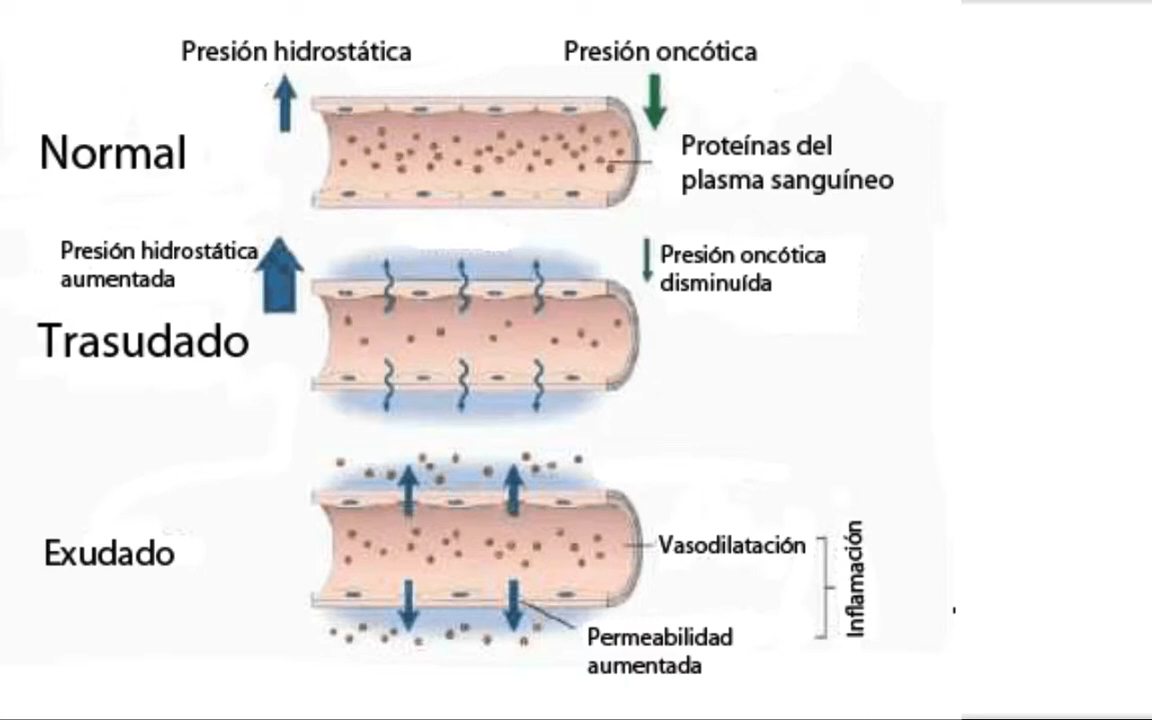 Presión hidrostática
Presión oncótica
Normal
Proteínas del
plasma sanguíneo
Presión hidrostática
aumentada
Presión oncótica
disminuída
Trasudado
Exudado
Vasodilatación
Inflamación
Permeabilidad
aumentada